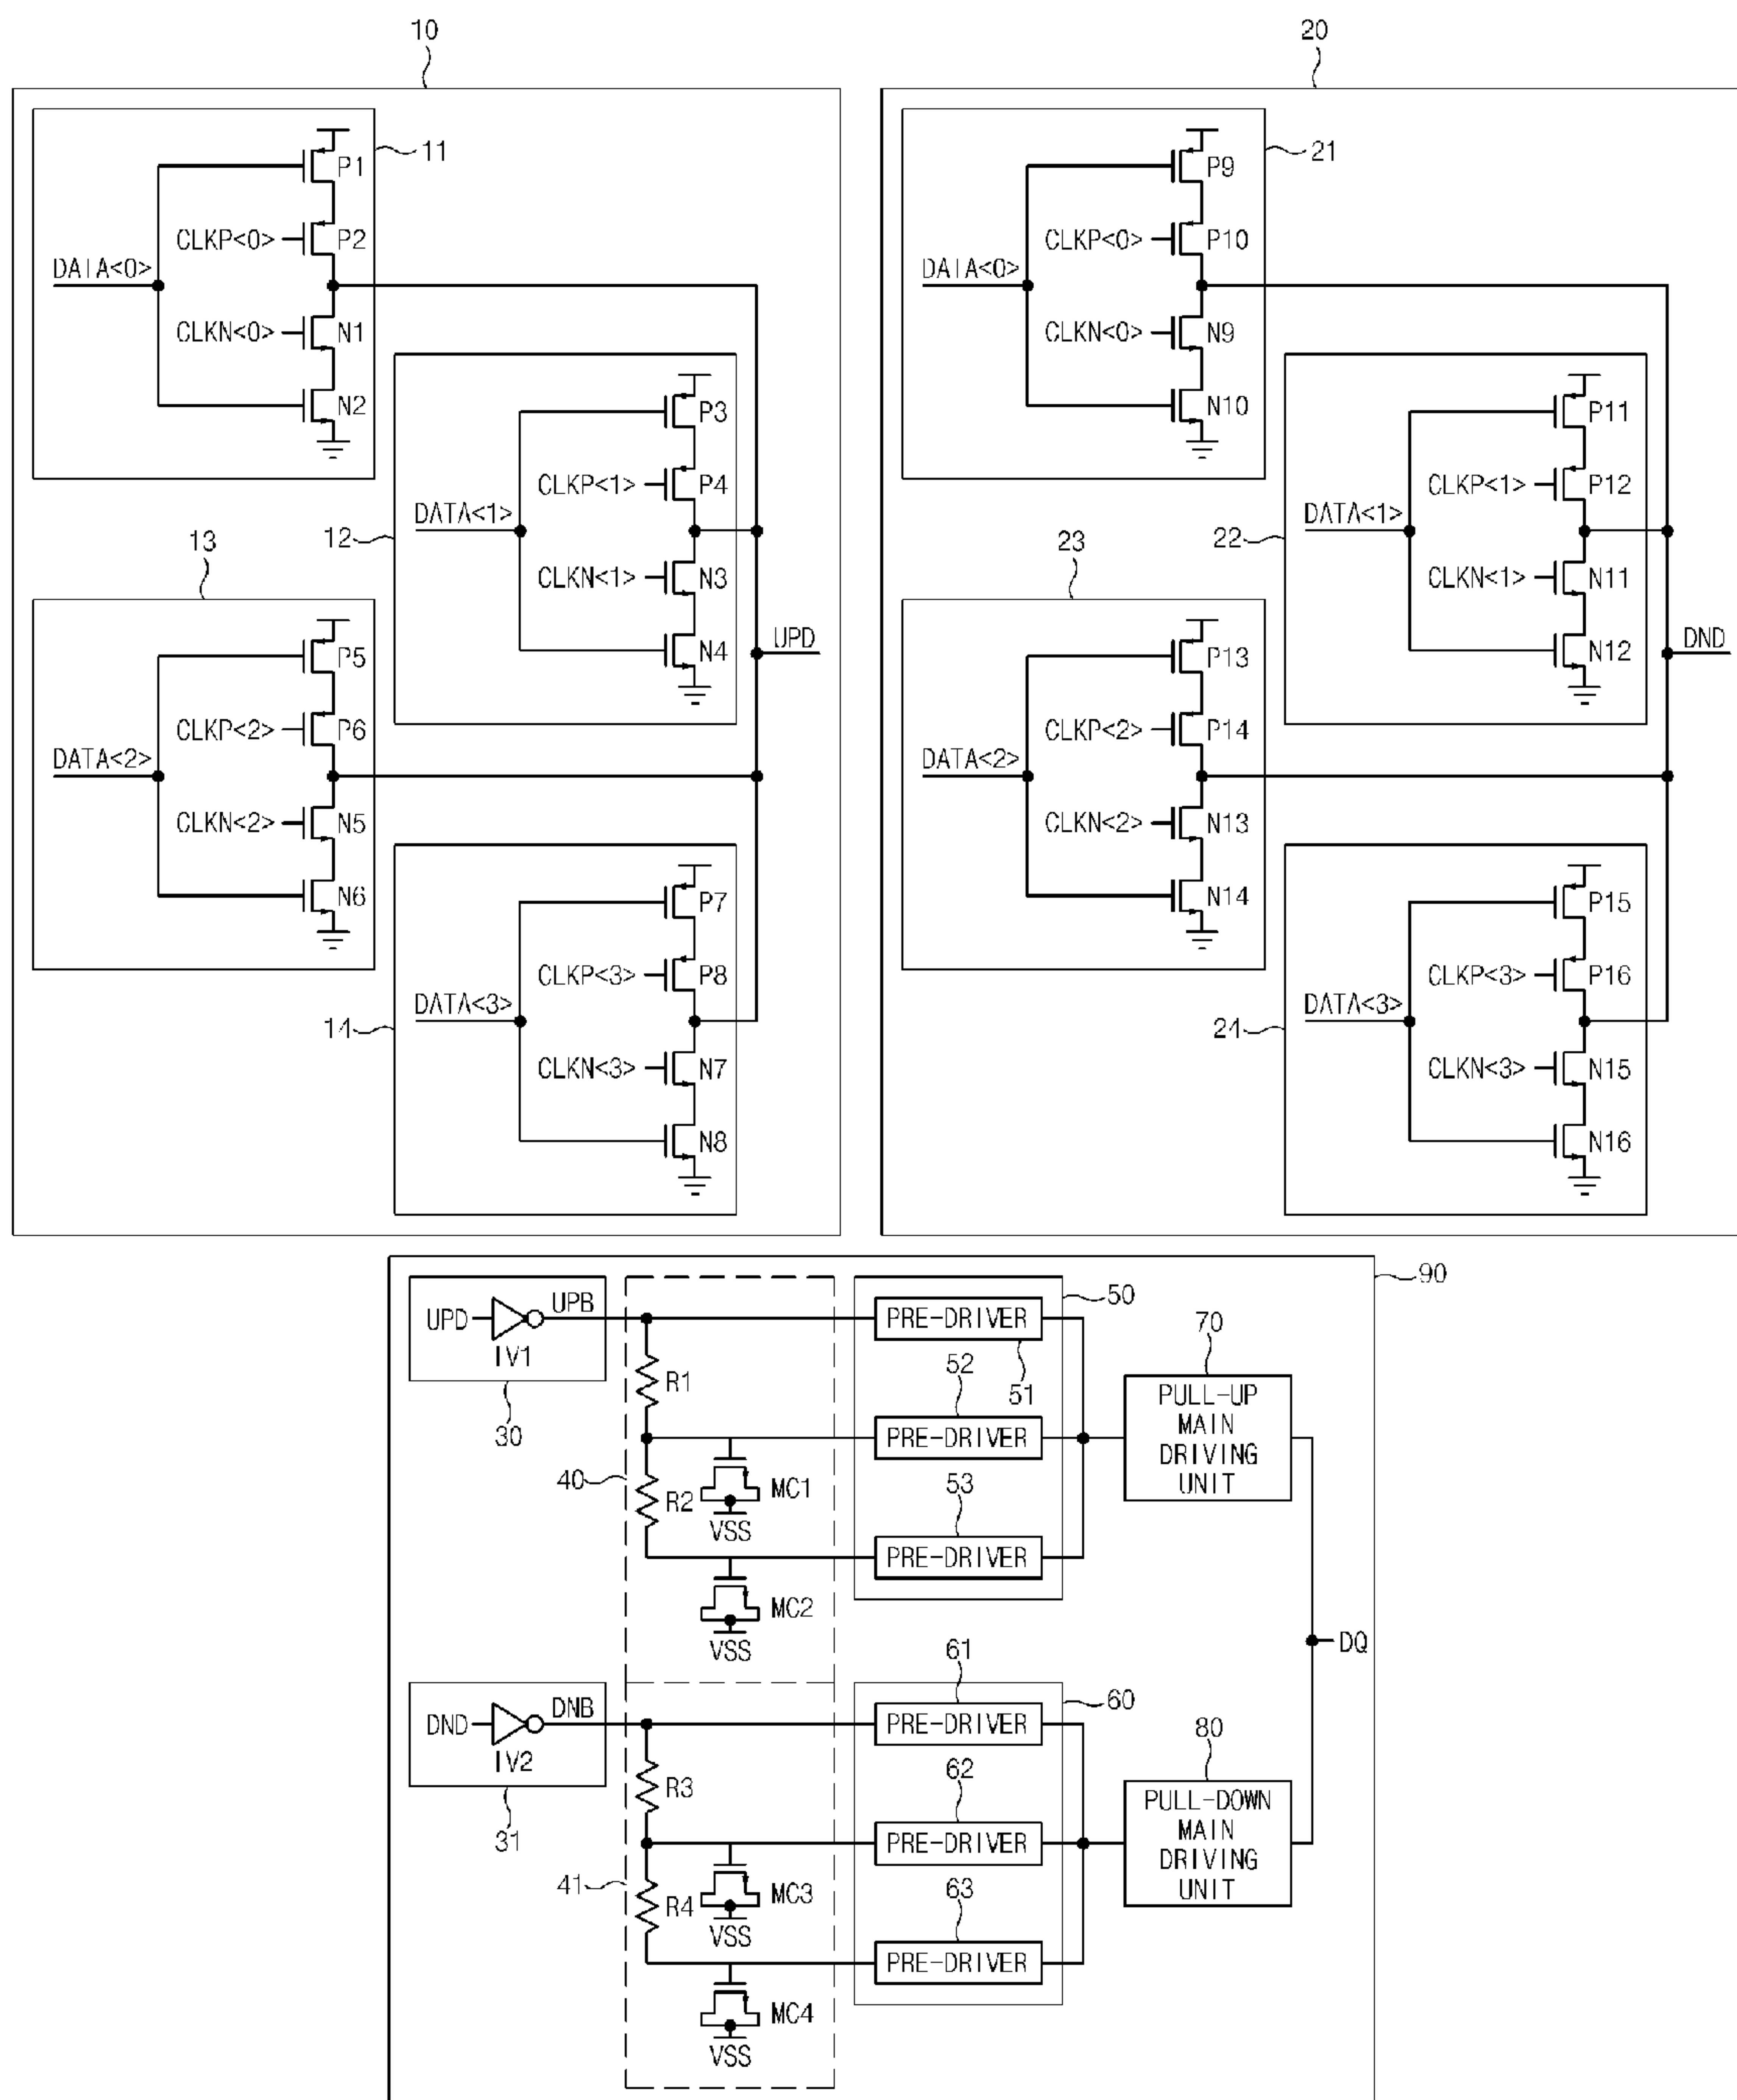 10
11
P1
CLKP<0>
P2
DATA<0>
CLKN<0>
N1
N2
12
P3
CLKP<1>
P4
DATA<1>
CLKN<1>
N3
N4
UPD
13
P5
CLKP<2>
P6
DATA<2>
CLKN<2>
N5
N6
14
P7
CLKP<3>
P8
DATA<3>
CLKN<3>
N7
N8
20
21
P9
CLKP<0>
P10
DATA<0>
CLKN<0>
N9
N10
22
P11
CLKP<1>
P12
DATA<1>
CLKN<1>
N11
N12
DND
23
P13
CLKP<2>
P14
DATA<2>
CLKN<2>
N13
N14
24
P15
CLKP<3>
P16
DATA<3>
CLKN<3>
N15
N16
90
UPD
UPB
IV1
30
40
R1
R2
MC1
VSS
MC2
VSS
50
PRE-DRIVER
51
52
PRE-DRIVER
53
PRE-DRIVER
70
PULL-UP
MAIN
DRIVING
UNIT
DQ
DND
DNB
IV2
31
41
R3
R4
MC3
VSS
MC4
VSS
60
61
PRE-DRIVER
62
PRE-DRIVER
63
PRE-DRIVER
80
PULL-DOWN
MAIN
DRIVING
UNIT